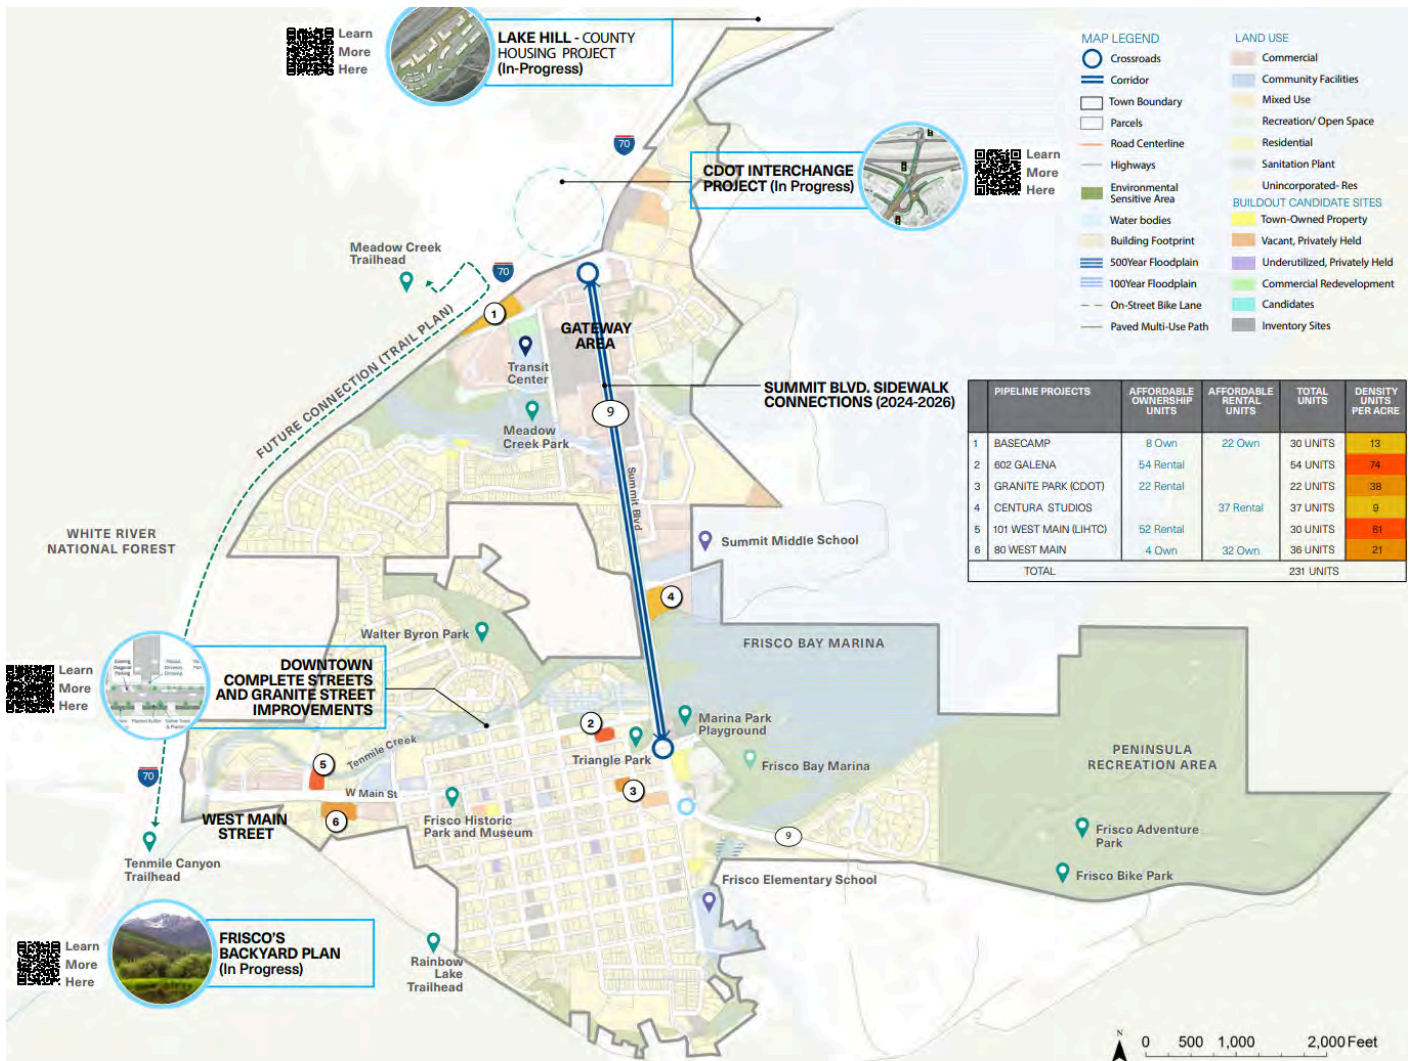 Learn
More
Here
LAKE HILL - COUNTY
HOUSING PROJECT
(In-Progress)
MAP LEGEND
Crossroads
Corridor
Town Boundary
Parcels
Road Centerline
Highways
Environmental
Sensitive Area
Water bodies
Building Footprint
500Year Floodplain
100Year Floodplain
On-Street Bike Lane
Paved Multi-Use Path
LAND USE
Commercial
Community Facilities
Mixed Use
Recreation/ Open Space
Residential
Sanitation Plant
Unincorporated- Res
BUILDOUT CANDIDATE SITES
Town-Owned Property
Vacant, Privately Held
Underutilized, Privately Held
Commercial Redevelopment
Candidates
Inventory Sites
70
CDOT INTERCHANGE
PROJECT (In Progress)
Learn
More
Here
Meadow Creek
Trailhead
70
1
GATEWAY
AREA
Transit
Center
FUTURE CONNECTION (TRAIL PLAN)
Meadow
Creek Park
9
SUMMIT BLVD. SIDEWALK
CONNECTIONS (2024-2026)
Summit Blvd
PIPELINE PROJECTS AFFORDABLE OWNERSHIP UNITS AFFORDABLE RENTAL UNITS TOTAL UNITS DENSITY UNITS PER ACRE
1 BASECAMP 8 Own 22 Own 30 UNITS 13
2 602 GALENA 54 Rental 54 UNITS 74
3 GRANITE PARK (CDOT) 22 Rental 22 UNITS 38
4 CENTURA STUDIOS 37 Rental 37 UNITS 9
5 101 WEST MAIN (LIHTC) 52 Rental 30 UNITS 81
6 80 WEST MAIN 4 Own 32 Own 36 UNITS 21
TOTAL 231 UNITS
WHITE RIVER
NATIONAL FOREST
Summit Middle School
4
Walter Byron Park
FRISCO BAY MARINA
Learn
More
Here
DOWNTOWN
COMPLETE STREETS
AND GRANITE STREET
IMPROVEMENTS
Marina Park
Playground
2
Triangle Park
Tenmile Creek
Frisco Bay Marina
PENINSULA
RECREATION AREA
70
5
W Main St
3
WEST MAIN
STREET
6
Frisco Historic
Park and Museum
9
Frisco Adventure
Park
Tenmile Canyon
Trailhead
Frisco Elementary School
Frisco Bike Park
Learn
More
Here
FRISCO'S
BACKYARD PLAN
(In Progress)
Rainbow
Lake
Trailhead
N
0 500 1,000 2,000 Feet